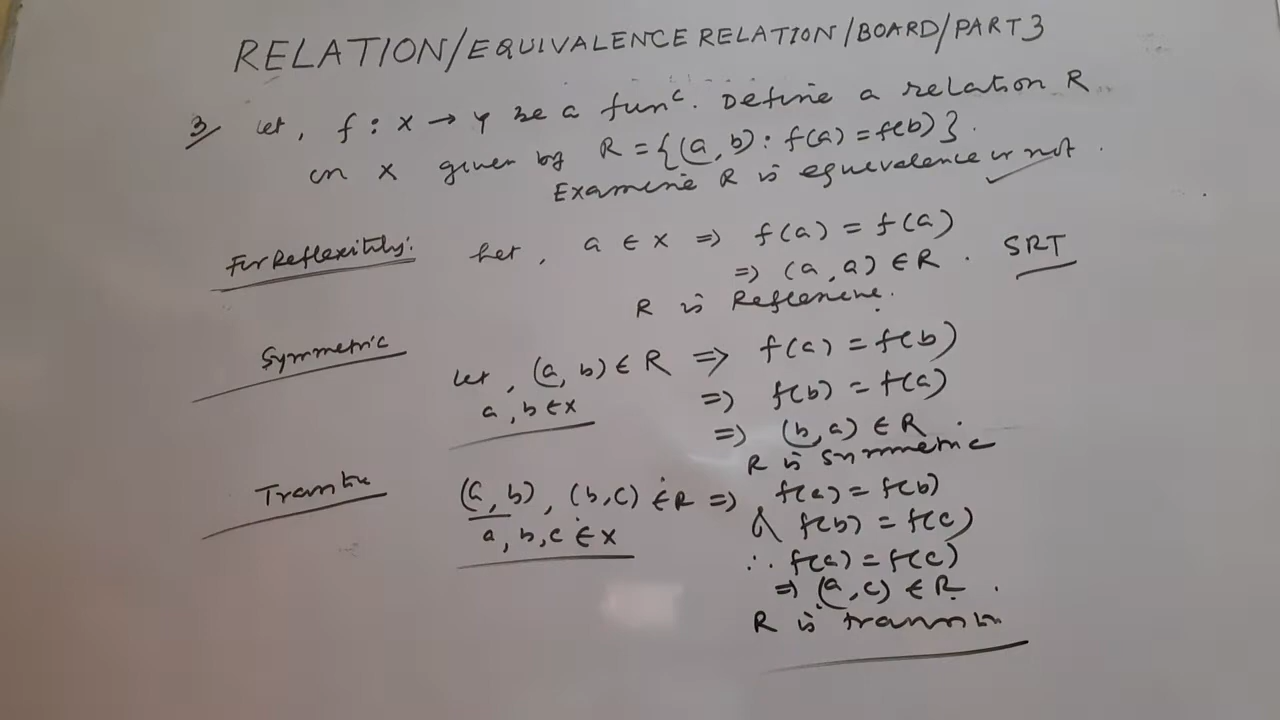 RELATION/EQUIVALENCE RELATION/BOARD/PART 3
3/ Let, f : X → Y be a funᶜ. Define a relation R
on X given by R = {(a, b) : f(a) = f(b)}.
Examine R is equivalence or not.
For Reflexitily: Let, a ∈ X ⇒ f(a) = f(a)
⇒ (a, a) ∈ R. SRT
R is Reflexive.
Symmetric
Let, (a, b) ∈ R ⇒ f(a) = f(b)
a, b ∈ X ⇒ f(b) = f(a)
⇒ (b, a) ∈ R.
R is symmetric
Transitive (a, b), (b, c) ∈ R ⇒ f(a) = f(b)
a, b, c ∈ X & f(b) = f(c)
∴ f(a) = f(c)
⇒ (a, c) ∈ R.
R is transitive